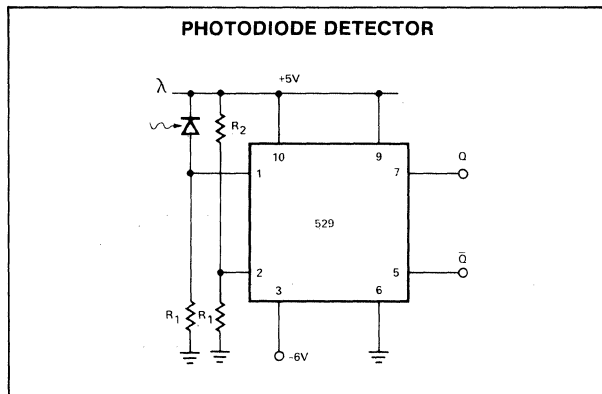 PHOTODIODE DETECTOR
λ
+5V
R2
10
9
1
7
Q
529
2
5
Q̄
R1
R1
3
6
-6V